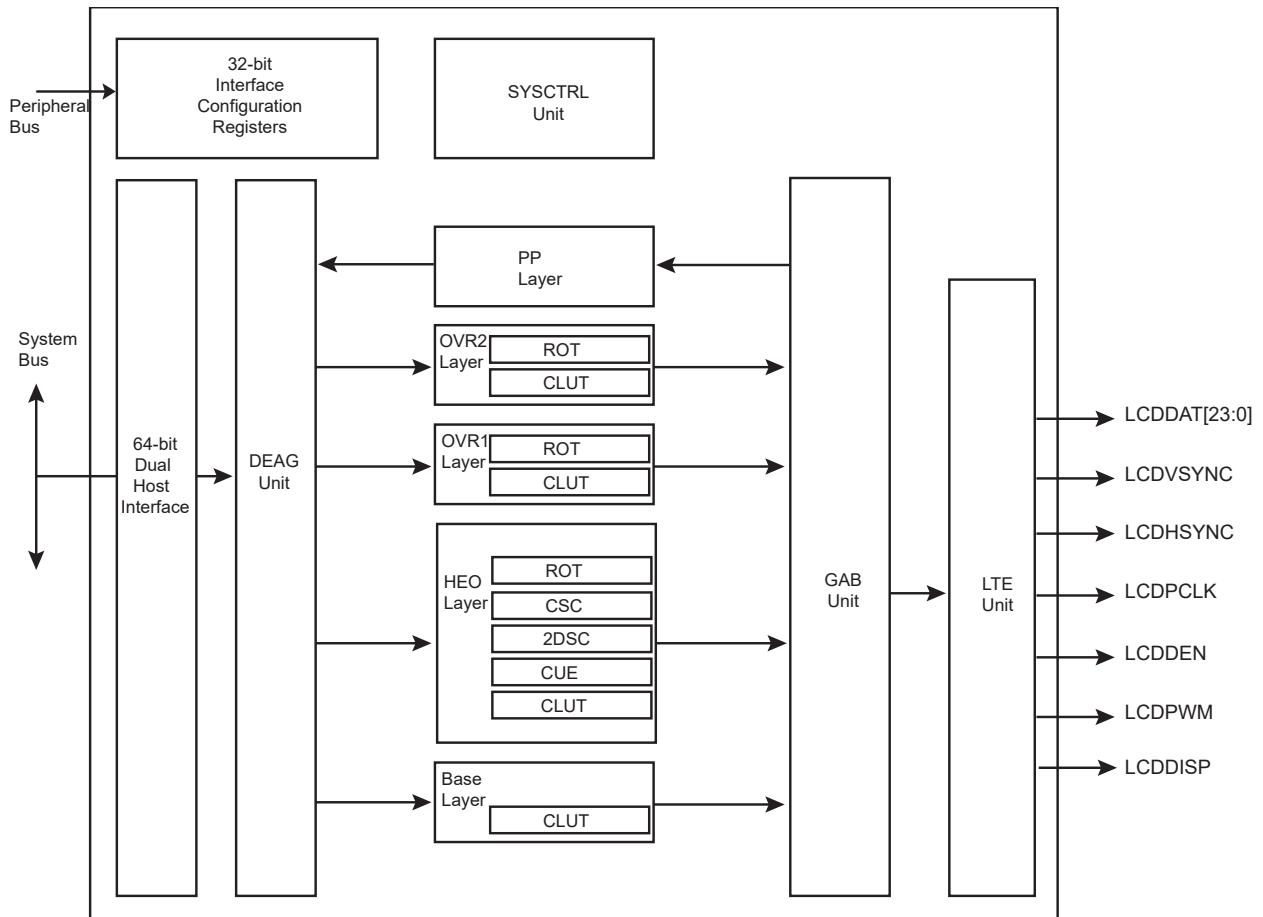 32-bit
Interface
Configuration
Registers
SYSCTRL
Unit
Peripheral
Bus
PP
Layer
System
Bus
OVR2
Layer
ROT
CLUT
OVR1
Layer
ROT
CLUT
64-bit
Dual
Host
Interface
DEAG
Unit
HEO
Layer
ROT
CSC
2DSC
CUE
CLUT
Base
Layer
CLUT
GAB
Unit
LTE
Unit
LCDDAT[23:0]
LCDVSYNC
LCDHSYNC
LCDPCLK
LCDDEN
LCDPWM
LCDDISP